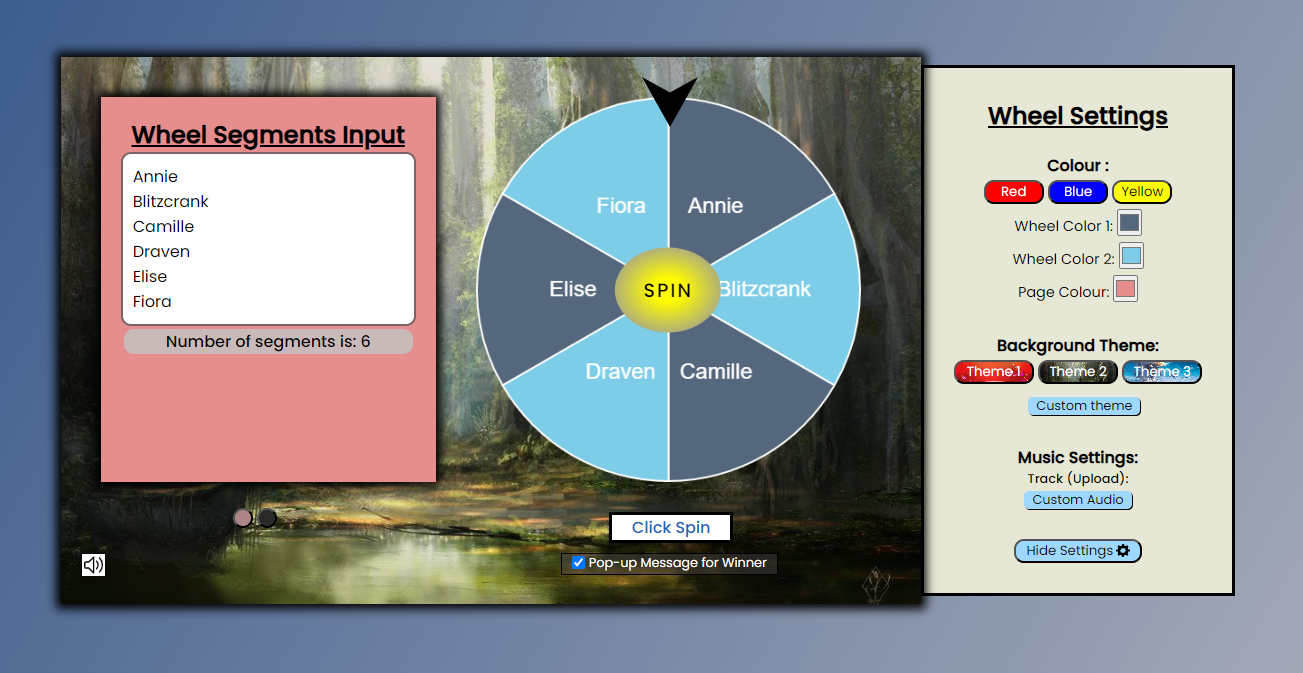 Wheel Segments Input
Annie
Blitzcrank
Camille
Draven
Elise
Fiora
Number of segments is: 6
Fiora
Annie
Elise
SPIN
Blitzcrank
Draven
Camille
Click Spin
Pop-up Message for Winner
Wheel Settings
Colour :
Red Blue Yellow
Wheel Color 1:
Wheel Color 2:
Page Colour:
Background Theme:
Theme 1 Theme 2 Theme 3
Custom theme
Music Settings:
Track (Upload):
Custom Audio
Hide Settings